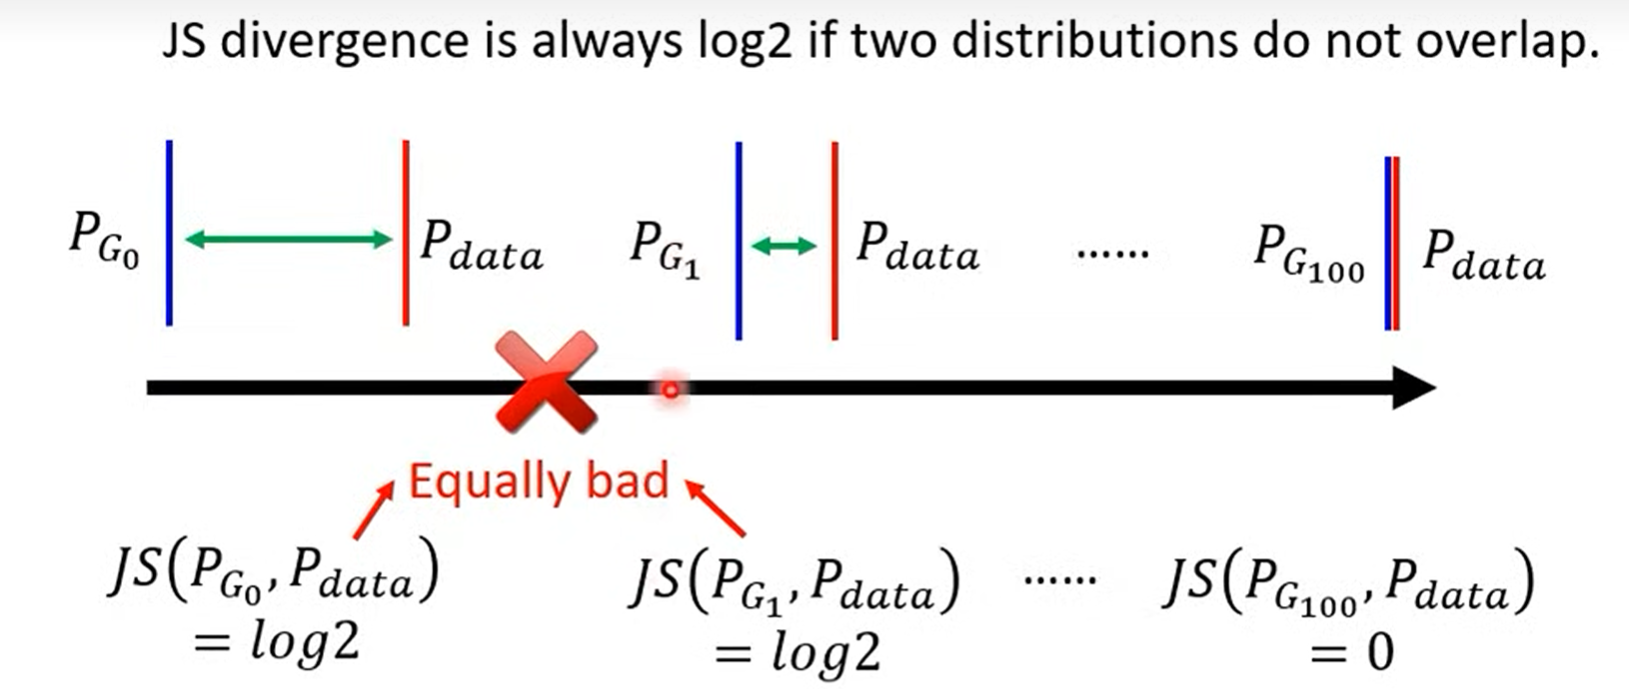 JS divergence is always log2 if two distributions do not overlap.
P_{G_0} P_{data} P_{G_1} P_{data} ...... P_{G_{100}} P_{data}
Equally bad
JS(P_{G_0}, P_{data}) JS(P_{G_1}, P_{data}) ...... JS(P_{G_{100}}, P_{data})
= log2 = log2 = 0